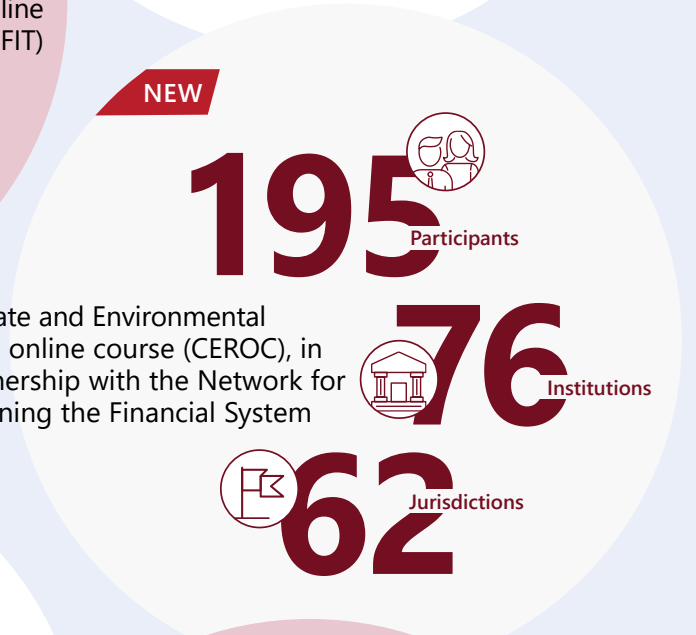 line
FIT)
NEW
195
Participants
ate and Environmental
online course (CEROC), in
nership with the Network for
ning the Financial System
76
Institutions
62
Jurisdictions